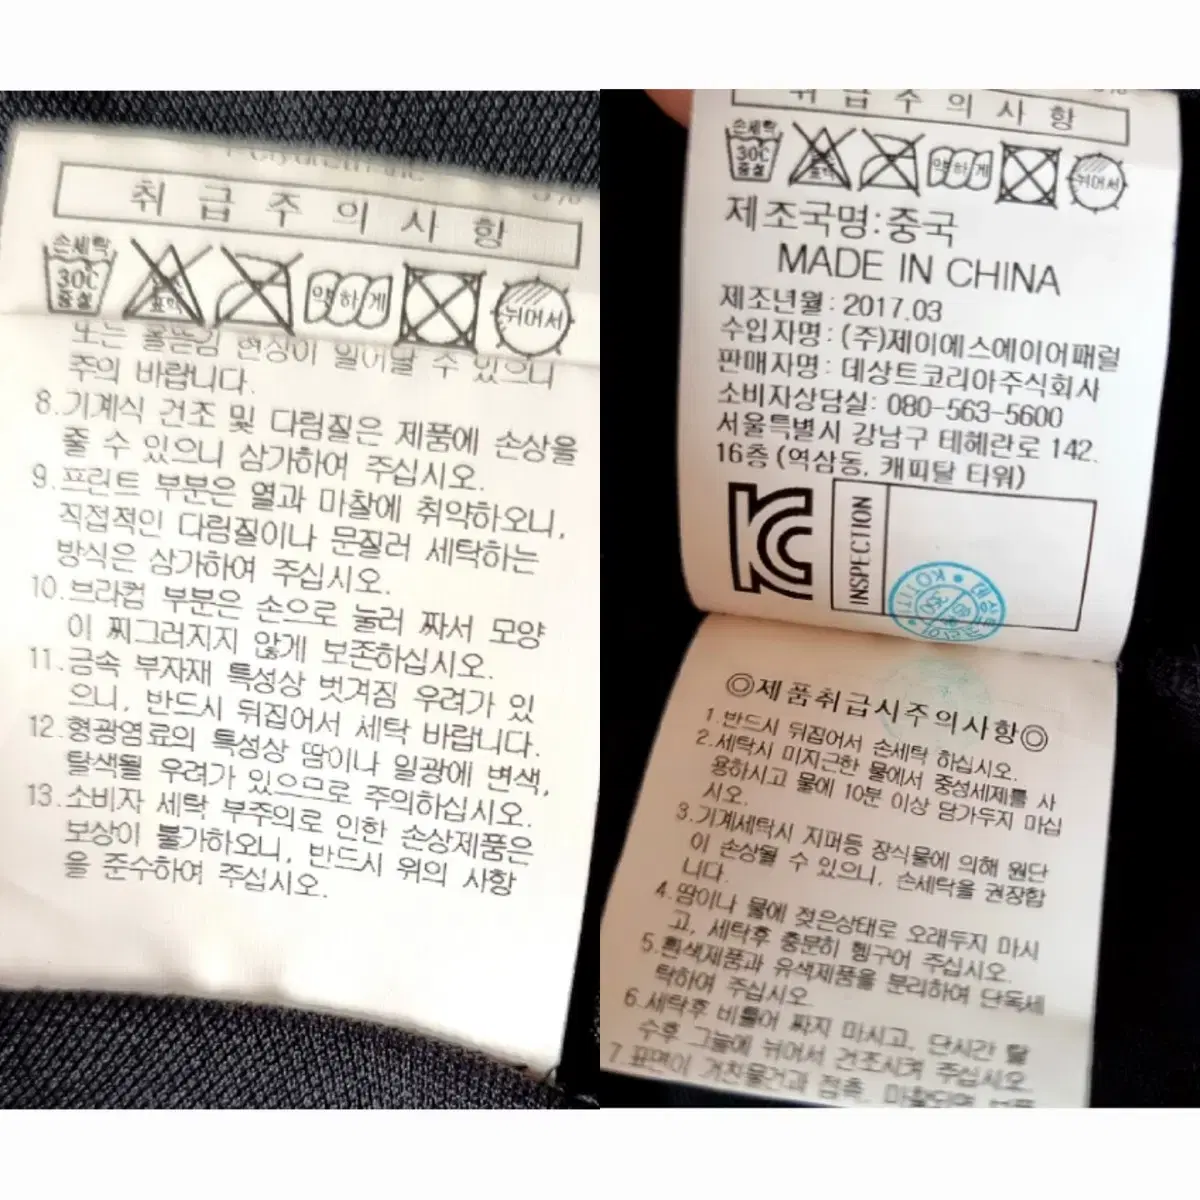 취급주의사항
손세탁
30C
중성
표백
약하게
뉘어서
또는 올뜯김 현상이 일어날 수 있으니
주의 바랍니다.
8.기계식 건조 및 다림질은 제품에 손상을
줄 수 있으니 삼가하여 주십시오.
9.프린트 부분은 열과 마찰에 취약하오니,
직접적인 다림질이나 문질러 세탁하는
방식은 삼가하여 주십시오.
10.브라컵 부분은 손으로 눌러 짜서 모양
이 찌그러지지 않게 보존하십시오.
11.금속 부자재 특성상 벗겨짐 우려가 있
으니, 반드시 뒤집어서 세탁 바랍니다.
12.형광염료의 특성상 땀이나 일광에 변색,
탈색될 우려가 있으므로 주의하십시오.
13.소비자 세탁 부주의로 인한 손상제품은
보상이 불가하오니, 반드시 위의 사항
을 준수하여 주십시오.
취급주의사항
손세탁
30C
중성
표백
약하게
뉘어서
제조국명:중국
MADE IN CHINA
제조년월: 2017.03
수입자명: (주)제이에스에이어패럴
판매자명: 데상트코리아주식회사
소비자상담실: 080-563-5600
서울특별시 강남구 테헤란로 142.
16층 (역삼동, 캐피탈 타워)
KC
INSPECTION
KOTITI
데상트코리아
◎제품취급시주의사항◎
1.반드시 뒤집어서 손세탁 하십시오.
2.세탁시 미지근한 물에서 중성세제를 사
용하시고 물에 10분 이상 담가두지 마십
시오.
3.기계세탁시 지퍼등 장식물에 의해 원단
이 손상될 수 있으니, 손세탁을 권장합
니다.
4.땀이나 물에 젖은상태로 오래두지 마시
고, 세탁후 충분히 헹구어 주십시오.
5.흰색제품과 유색제품을 분리하여 단독세
탁하여 주십시오.
6.세탁후 비틀어 짜지 마시고, 단시간 탈
수후 그늘에 뉘어서 건조시켜 주십시오.
7.표면이 거친물건과 접촉, 마찰되면